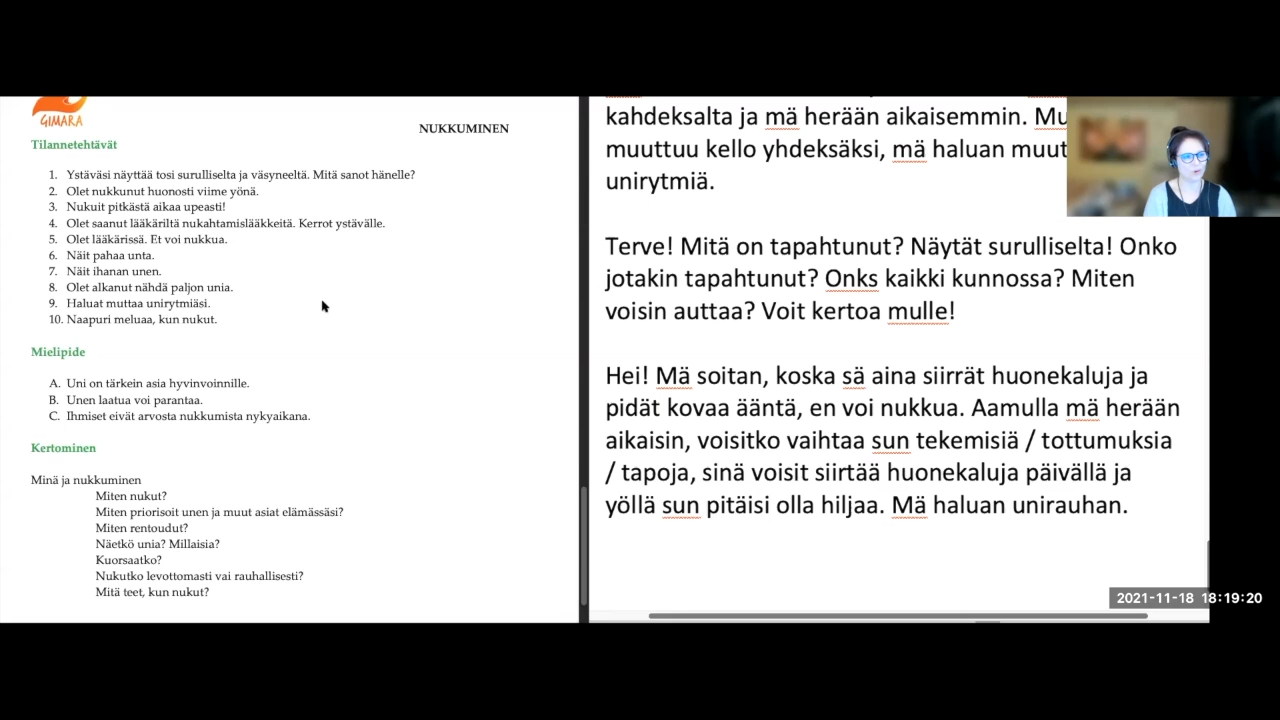 GIMARA
NUKKUMINEN
Tilannetehtävät
1. Ystäväsi näyttää tosi surulliselta ja väsyneeltä. Mitä sanot hänelle?
2. Olet nukkunut huonosti viime yönä.
3. Nukuit pitkästä aikaa upeasti!
4. Olet saanut lääkäriltä nukahtamislääkkeitä. Kerrot ystävälle.
5. Olet lääkärissä. Et voi nukkua.
6. Näit pahaa unta.
7. Näit ihanan unen.
8. Olet alkanut nähdä paljon unia.
9. Haluat muttaa unirytmiäsi.
10. Naapuri meluaa, kun nukut.
Mielipide
A. Uni on tärkein asia hyvinvoinnille.
B. Unen laatua voi parantaa.
C. Ihmiset eivät arvosta nukkumista nykyaikana.
Kertominen
Minä ja nukkuminen
Miten nukut?
Miten priorisoit unen ja muut asiat elämässäsi?
Miten rentoudut?
Näetkö unia? Millaisia?
Kuorsaatko?
Nukutko levottomasti vai rauhallisesti?
Mitä teet, kun nukut?
kahdeksalta ja mä herään aikaisemmin. Mu
muuttuu kello yhdeksäksi, mä haluan muut
unirytmiä.
Terve! Mitä on tapahtunut? Näytät surulliselta! Onko
jotakin tapahtunut? Onks kaikki kunnossa? Miten
voisin auttaa? Voit kertoa mulle!
Hei! Mä soitan, koska sä aina siirrät huonekaluja ja
pidät kovaa ääntä, en voi nukkua. Aamulla mä herään
aikaisin, voisitko vaihtaa sun tekemisiä / tottumuksia
/ tapoja, sinä voisit siirtää huonekaluja päivällä ja
yöllä sun pitäisi olla hiljaa. Mä haluan unirauhan.
2021-11-18 18:19:20